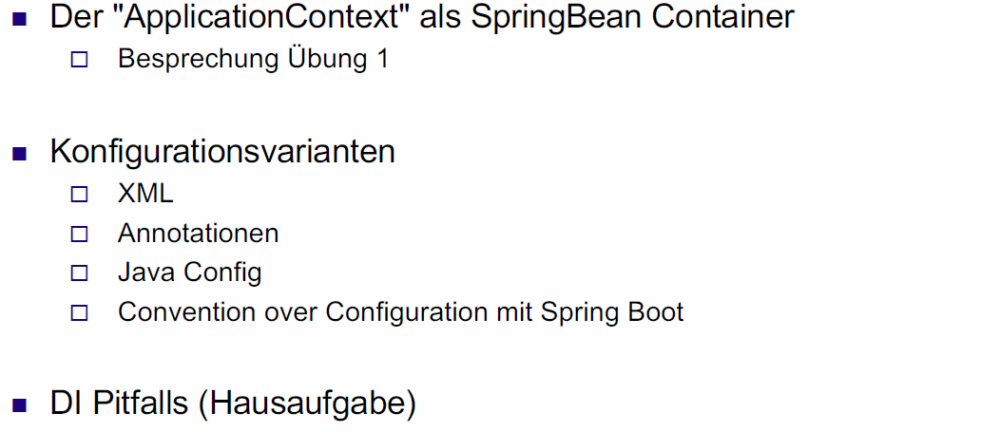 Der "ApplicationContext" als SpringBean Container
Besprechung Übung 1
Konfigurationsvarianten
XML
Annotationen
Java Config
Convention over Configuration mit Spring Boot
DI Pitfalls (Hausaufgabe)